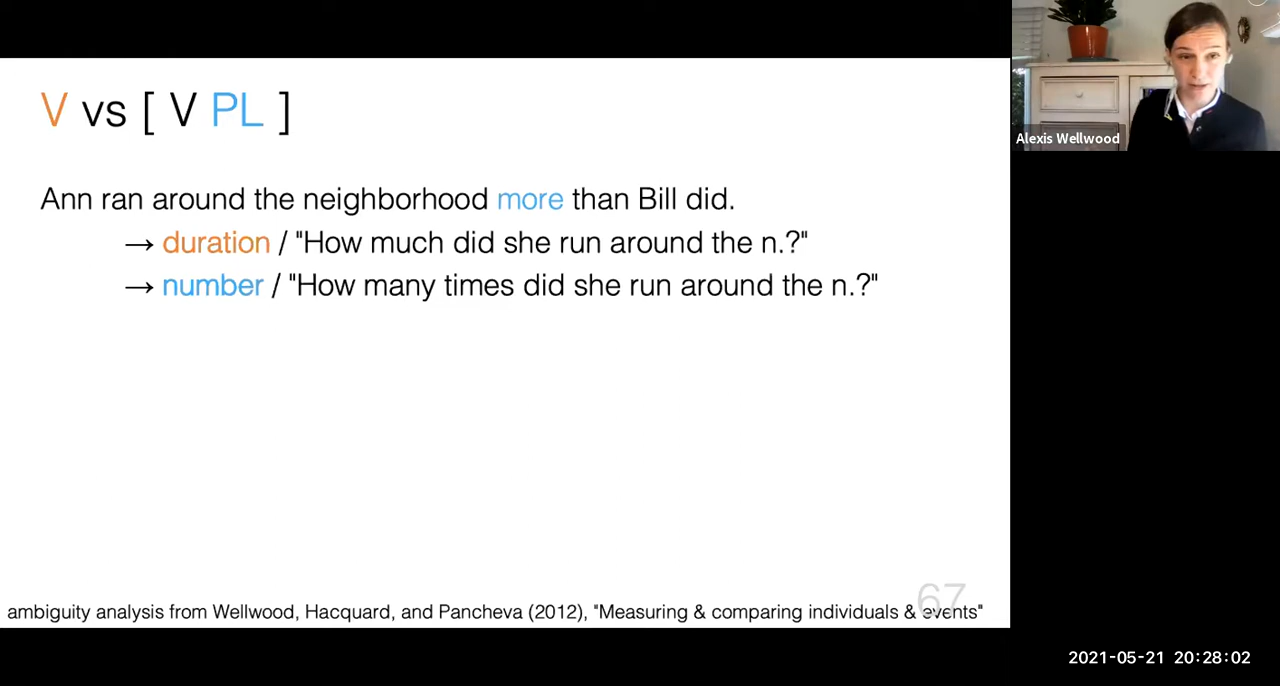 V vs [ V PL ]
Ann ran around the neighborhood more than Bill did.
→ duration / "How much did she run around the n.?"
→ number / "How many times did she run around the n.?"
67
ambiguity analysis from Wellwood, Hacquard, and Pancheva (2012), "Measuring & comparing individuals & events"
Alexis Wellwood
2021-05-21 20:28:02